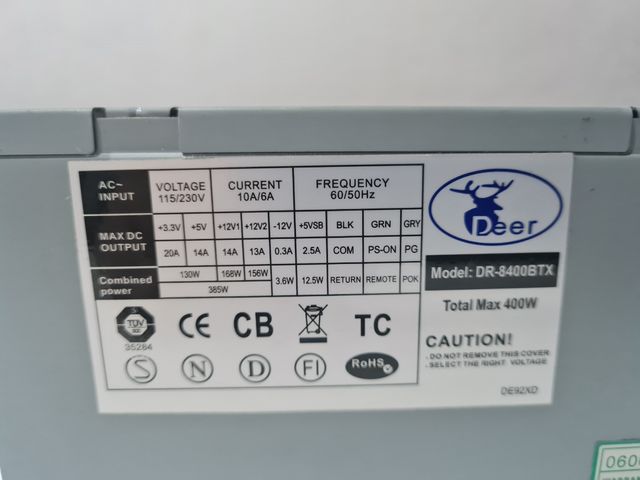 AC~ INPUT VOLTAGE 115/230V CURRENT 10A/6A FREQUENCY 60/50Hz
MAX DC OUTPUT +3.3V +5V +12V1 +12V2 -12V +5VSB BLK GRN GRY
20A 14A 14A 13A 0.3A 2.5A COM PS-ON PG
Combined power 130W 168W 156W 3.6W 12.5W RETURN REMOTE POK
385W
Deer
Model: DR-8400BTX
Total Max 400W
TUV
35284
CE CB TC
S N D FI RoHS
CAUTION!
. DO NOT REMOVE THIS COVER
. SELECT THE RIGHT VOLTAGE
DE92XD